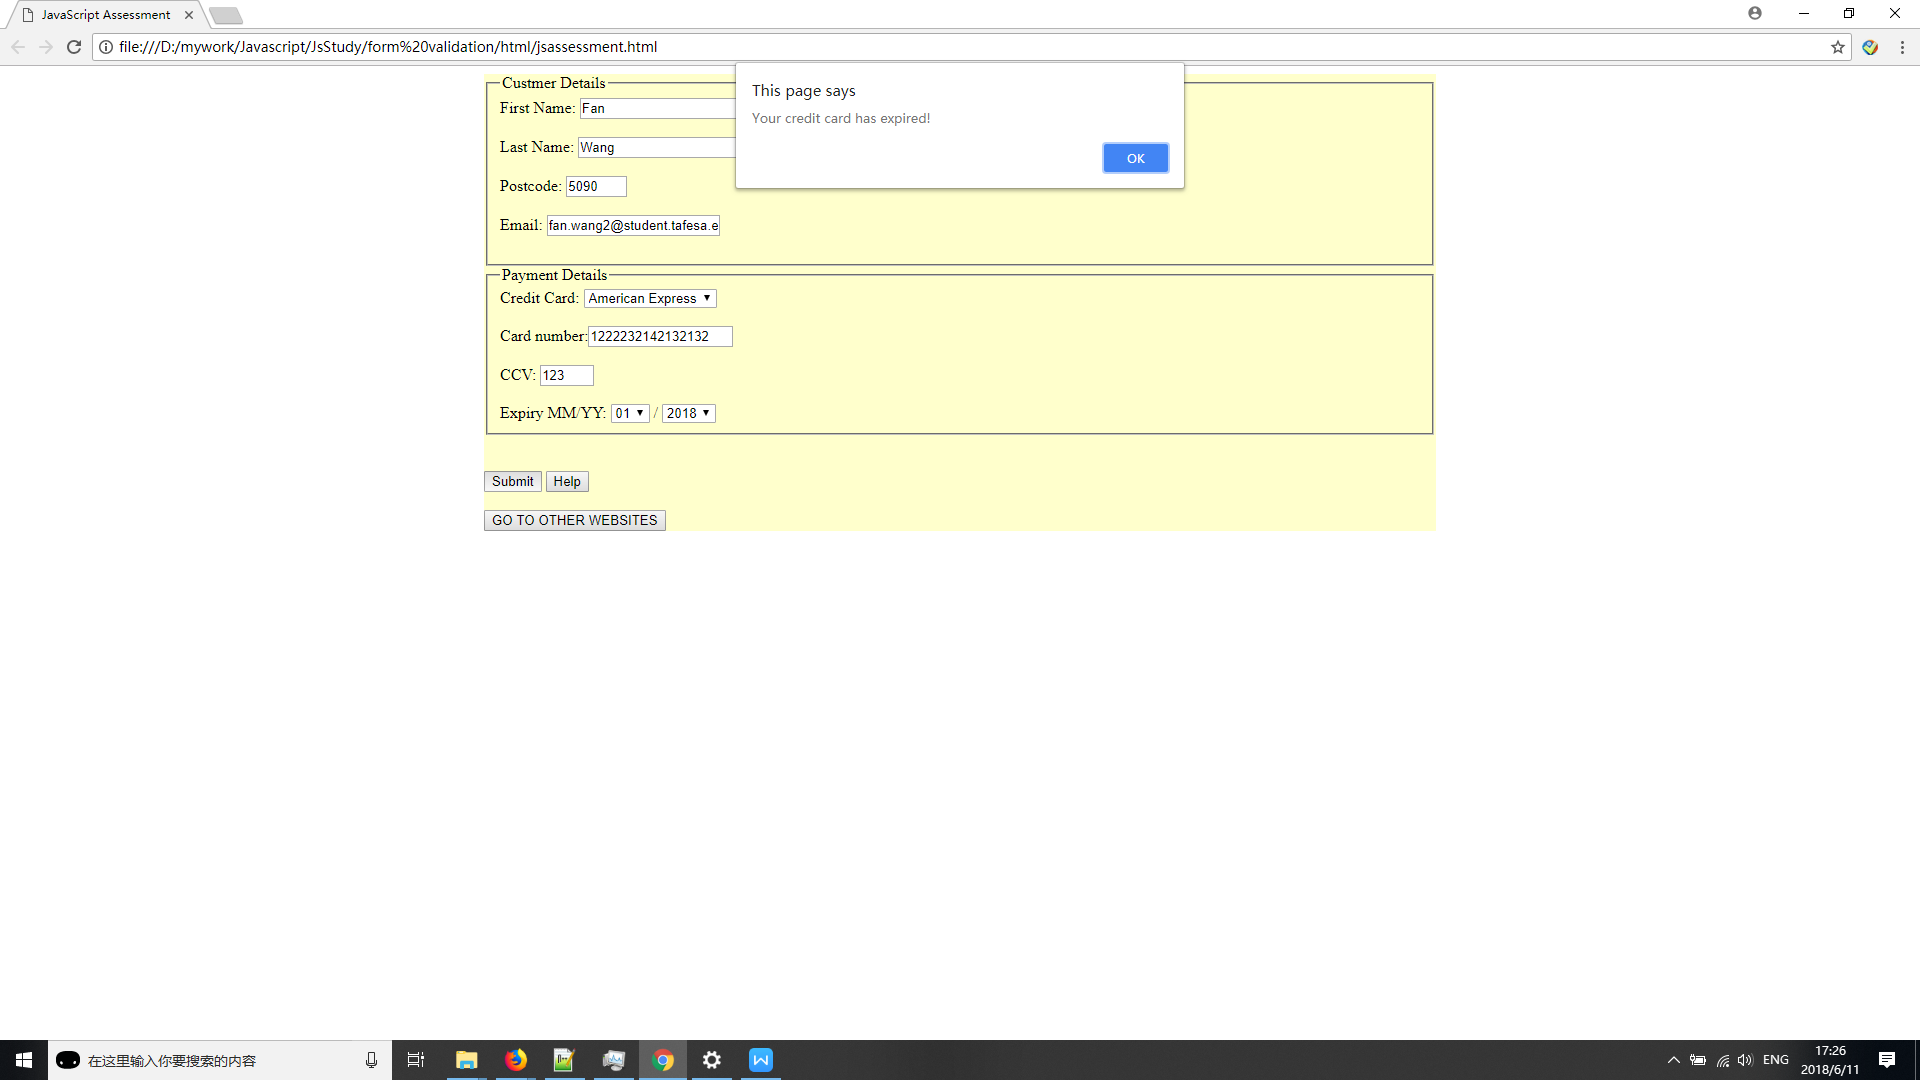 JavaScript Assessment
file:///D:/mywork/Javascript/JsStudy/form%20validation/html/jsassessment.html
This page says
Your credit card has expired!
OK
Custmer Details
First Name: Fan
Last Name: Wang
Postcode: 5090
Email: fan.wang2@student.tafesa.e
Payment Details
Credit Card: American Express
Card number:1222232142132132
CCV: 123
Expiry MM/YY: 01 / 2018
Submit Help
GO TO OTHER WEBSITES
在这里输入你要搜索的内容
ENG
17:26
2018/6/11